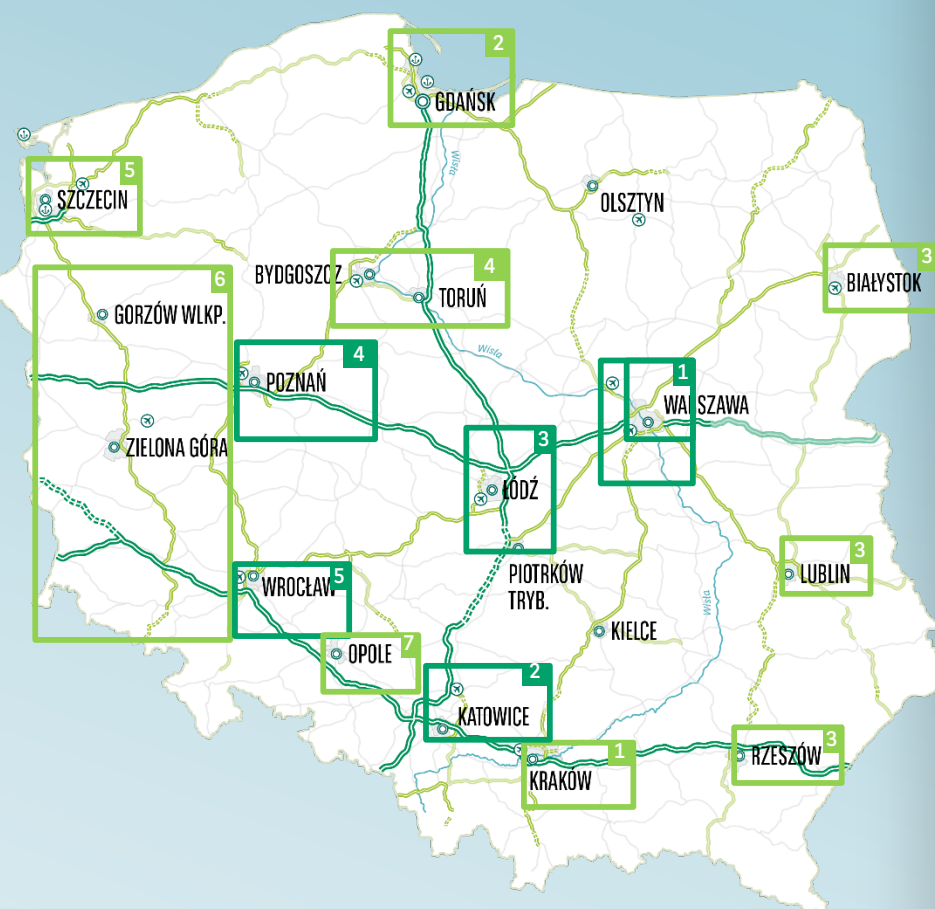 2
GDAŃSK
Wisła
5
SZCZECIN
OLSZTYN
3
BIAŁYSTOK
4
BYDGOSZCZ
TORUŃ
6
GORZÓW WLKP.
Wisła
4
POZNAŃ
1
WARSZAWA
3
ŁÓDŹ
ZIELONA GÓRA
3
LUBLIN
PIOTRKÓW
TRYB.
5
WROCŁAW
Wisła
KIELCE
7
OPOLE
2
KATOWICE
1
KRAKÓW
3
RZESZÓW